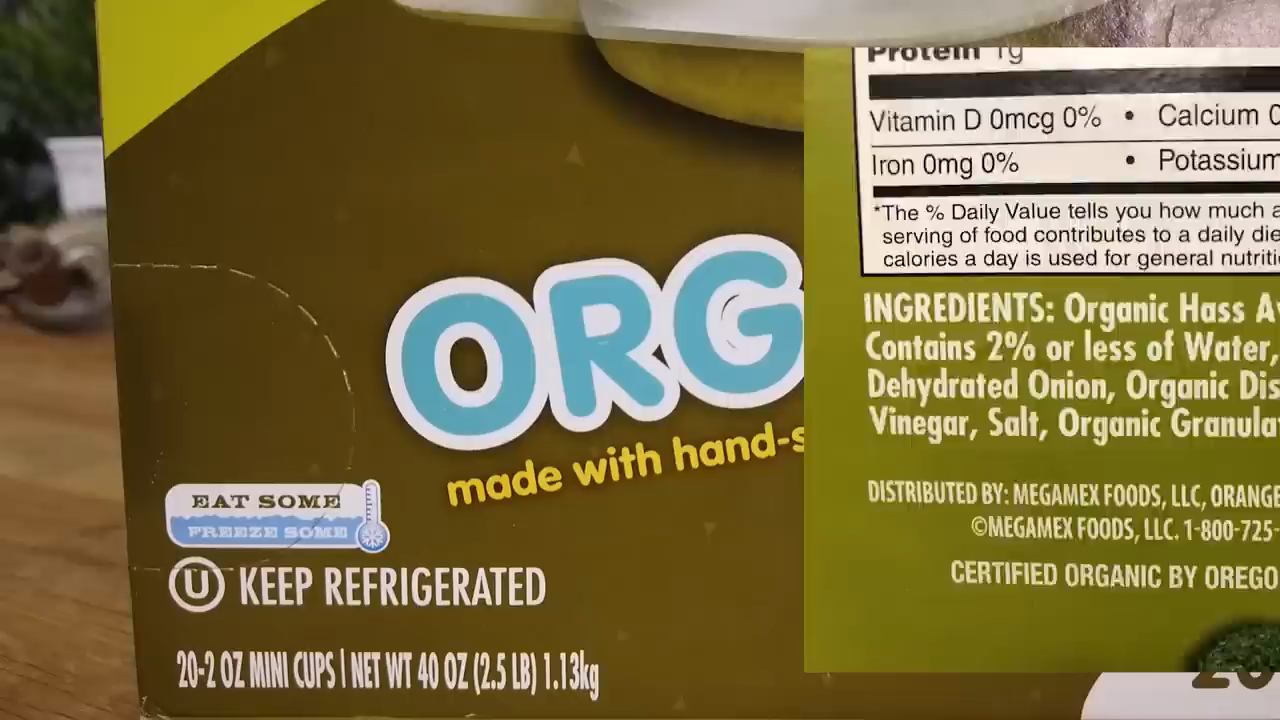 ORG
made with hand-s
EAT SOME
FREEZE SOME
U KEEP REFRIGERATED
20-2 OZ MINI CUPS | NET WT 40 OZ (2.5 LB) 1.13kg
Protein 1g
Vitamin D 0mcg 0% • Calcium 0
Iron 0mg 0% • Potassium
*The % Daily Value tells you how much a
serving of food contributes to a daily die
calories a day is used for general nutriti
INGREDIENTS: Organic Hass Av
Contains 2% or less of Water,
Dehydrated Onion, Organic Dis
Vinegar, Salt, Organic Granula
DISTRIBUTED BY: MEGAMEX FOODS, LLC, ORANGE
©MEGAMEX FOODS, LLC. 1-800-725-
CERTIFIED ORGANIC BY OREGO
20